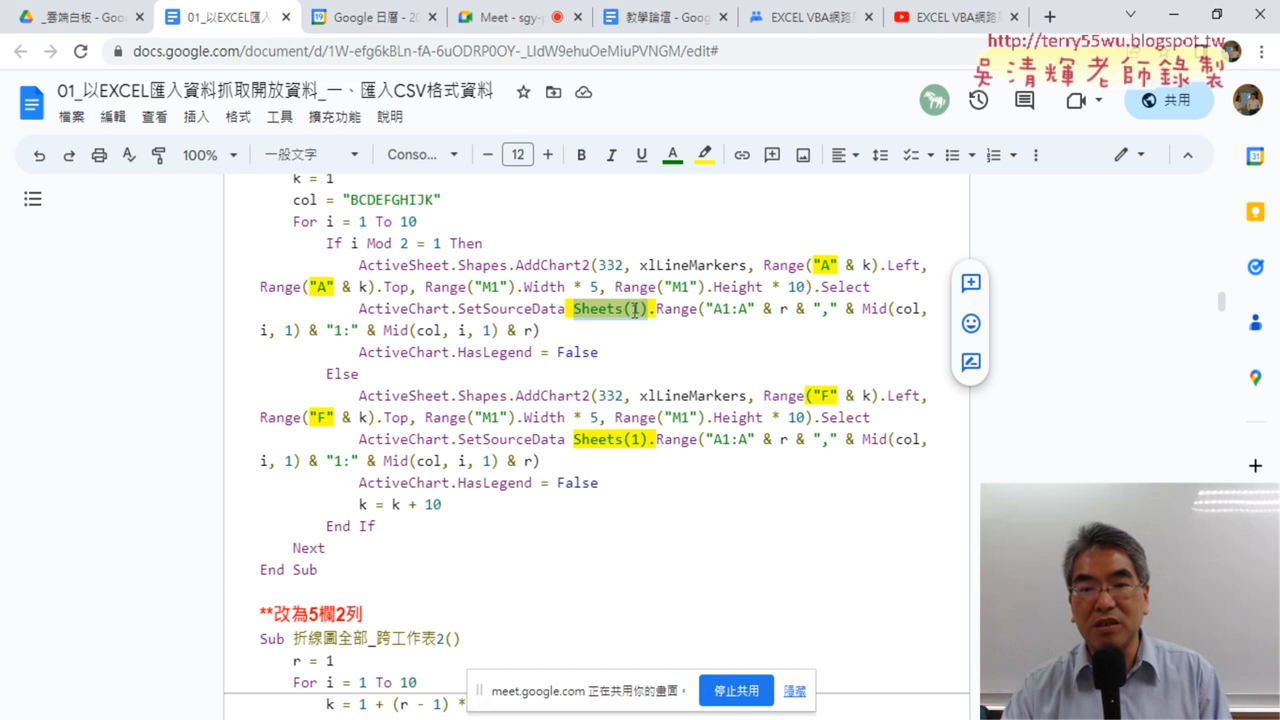 _雲端白板 - Goo
01_以EXCEL匯入
Google 日曆 - 20
Meet - sgy-
教學論壇 - Goog
EXCEL VBA網路
EXCEL VBA網路
docs.google.com/document/d/1W-efg6kBLn-fA-6uODRP0OY-_LIdW9ehuOeMiuPVNGM/edit#
http://terry55wu.blogspot.tw
吳清輝老師錄製
01_以EXCEL匯入資料抓取開放資料_一、匯入CSV格式資料
共用
檔案 編輯 查看 插入 格式 工具 擴充功能 說明
100% 一般文字 Conso... 12 B I U A
k = 1
col = "BCDEFGHIJK"
For i = 1 To 10
If i Mod 2 = 1 Then
ActiveSheet.Shapes.AddChart2(332, xlLineMarkers, Range("A" & k).Left,
Range("A" & k).Top, Range("M1").Width * 5, Range("M1").Height * 10).Select
ActiveChart.SetSourceData Sheets(1).Range("A1:A" & r & "," & Mid(col,
i, 1) & "1:" & Mid(col, i, 1) & r)
ActiveChart.HasLegend = False
Else
ActiveSheet.Shapes.AddChart2(332, xlLineMarkers, Range("F" & k).Left,
Range("F" & k).Top, Range("M1").Width * 5, Range("M1").Height * 10).Select
ActiveChart.SetSourceData Sheets(1).Range("A1:A" & r & "," & Mid(col,
i, 1) & "1:" & Mid(col, i, 1) & r)
ActiveChart.HasLegend = False
k = k + 10
End If
Next
End Sub
**改為5欄2列
Sub 折線圖全部_跨工作表2()
r = 1
For i = 1 To 10
k = 1 + (r - 1) *
meet.google.com 正在共用你的畫面。
停止共用
隱藏